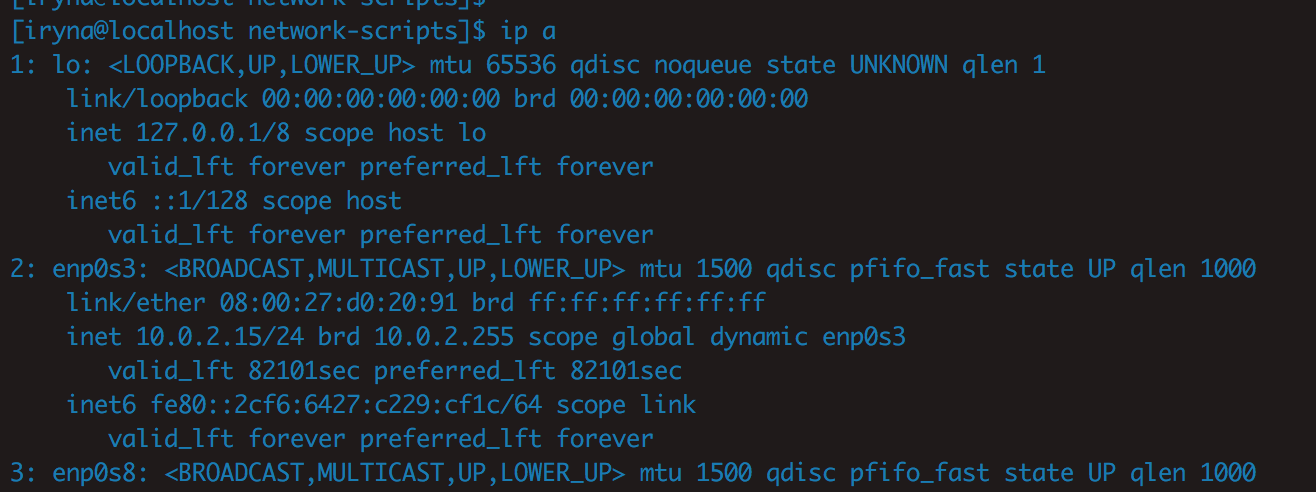 [iryna@localhost network-scripts]$
[iryna@localhost network-scripts]$ ip a
1: lo: <LOOPBACK,UP,LOWER_UP> mtu 65536 qdisc noqueue state UNKNOWN qlen 1
    link/loopback 00:00:00:00:00:00 brd 00:00:00:00:00:00
    inet 127.0.0.1/8 scope host lo
       valid_lft forever preferred_lft forever
    inet6 ::1/128 scope host
       valid_lft forever preferred_lft forever
2: enp0s3: <BROADCAST,MULTICAST,UP,LOWER_UP> mtu 1500 qdisc pfifo_fast state UP qlen 1000
    link/ether 08:00:27:d0:20:91 brd ff:ff:ff:ff:ff:ff
    inet 10.0.2.15/24 brd 10.0.2.255 scope global dynamic enp0s3
       valid_lft 82101sec preferred_lft 82101sec
    inet6 fe80::2cf6:6427:c229:cf1c/64 scope link
       valid_lft forever preferred_lft forever
3: enp0s8: <BROADCAST,MULTICAST,UP,LOWER_UP> mtu 1500 qdisc pfifo_fast state UP qlen 1000